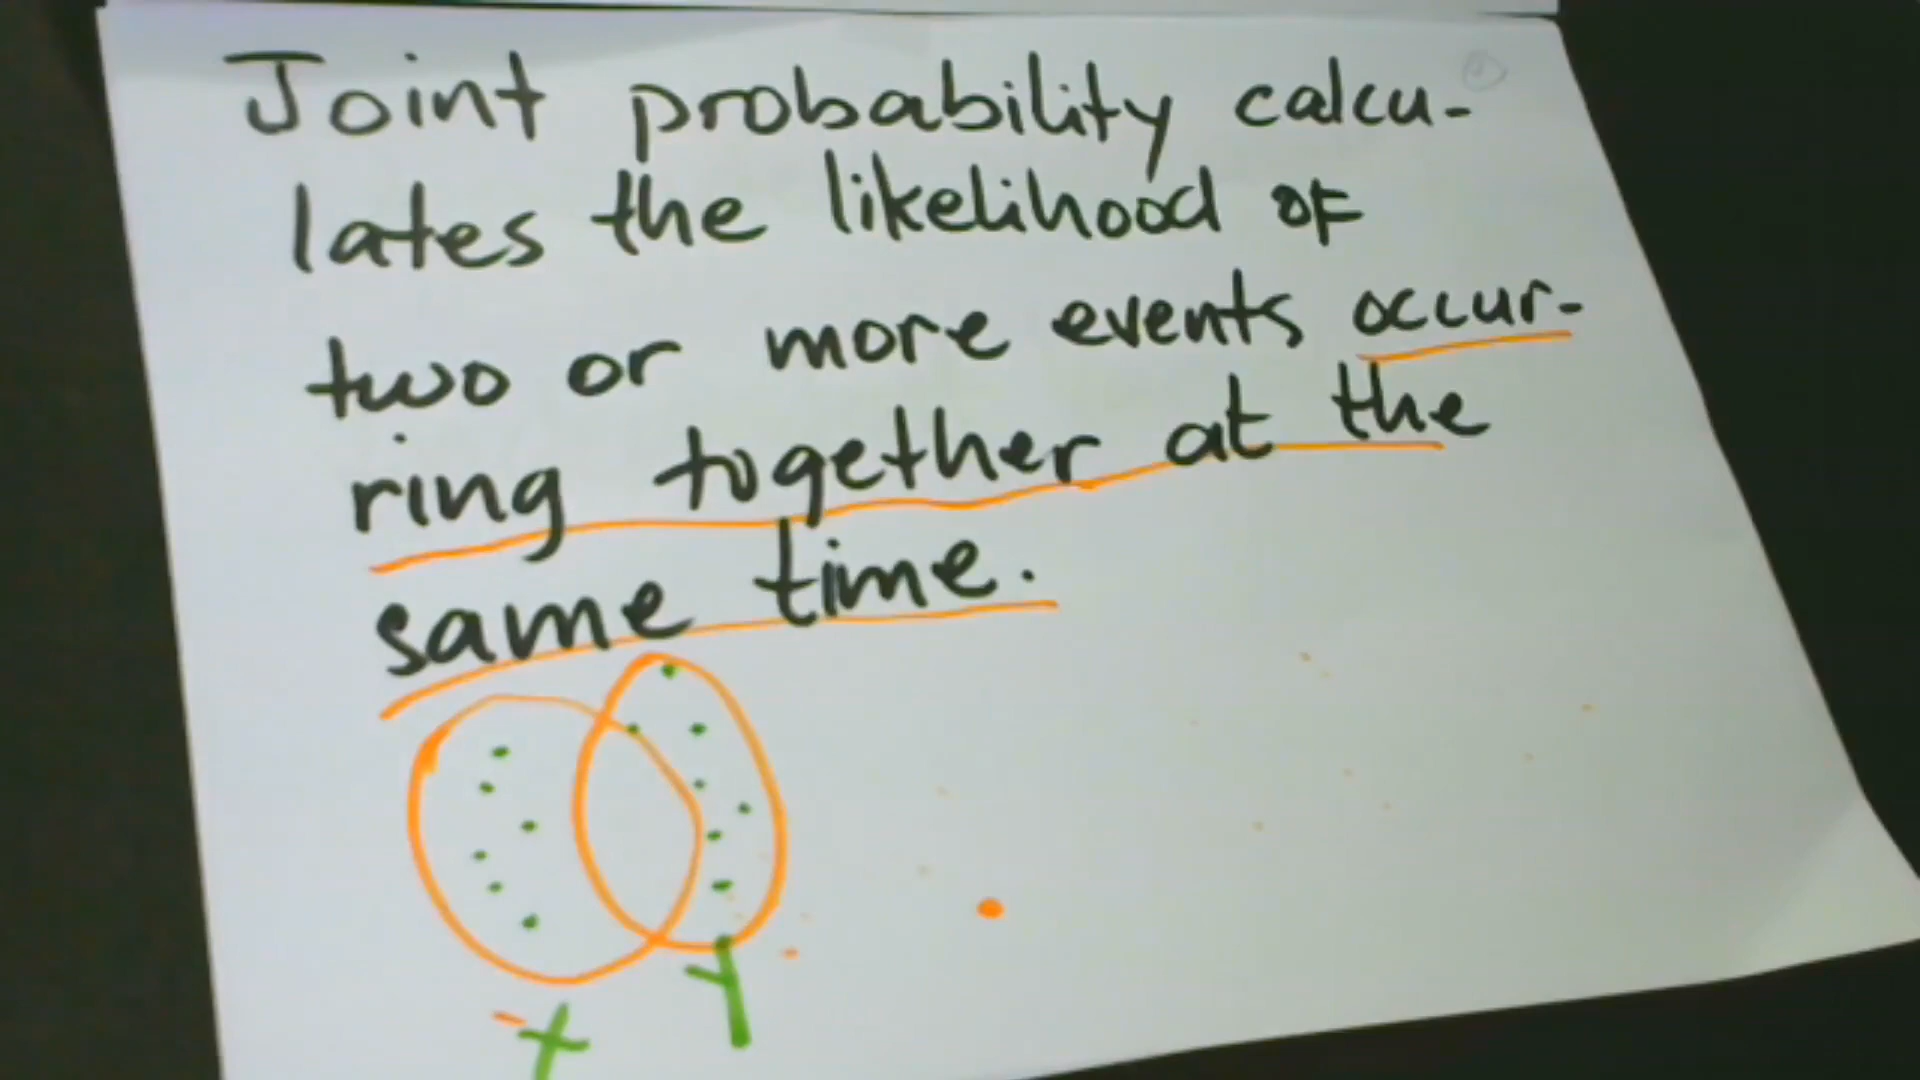 Joint probability calcu-
lates the likelihood of
two or more events occur-
ring together at the
same time.
X Y